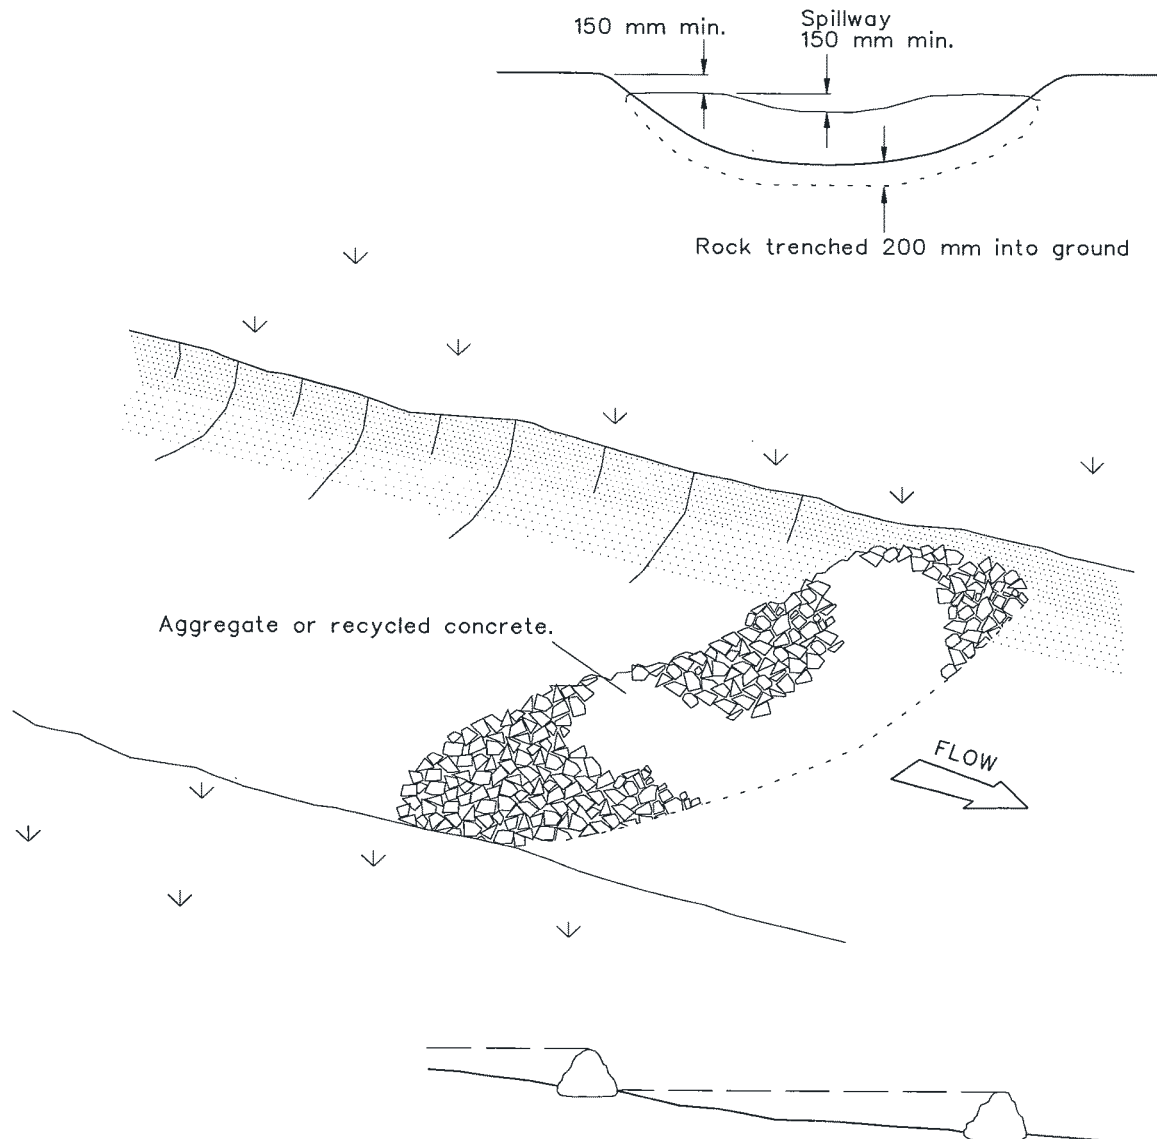 150 mm min.
Spillway
150 mm min.
Rock trenched 200 mm into ground
Aggregate or recycled concrete.
FLOW